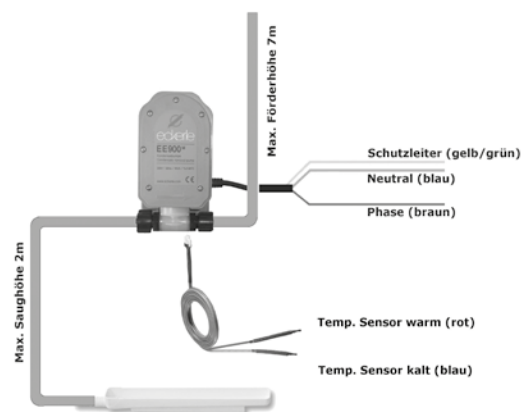 Max. Förderhöhe 7m
eckerle
EE900
CE
Schutzleiter (gelb/grün)
Neutral (blau)
Phase (braun)
Max. Saughöhe 2m
Temp. Sensor warm (rot)
Temp. Sensor kalt (blau)